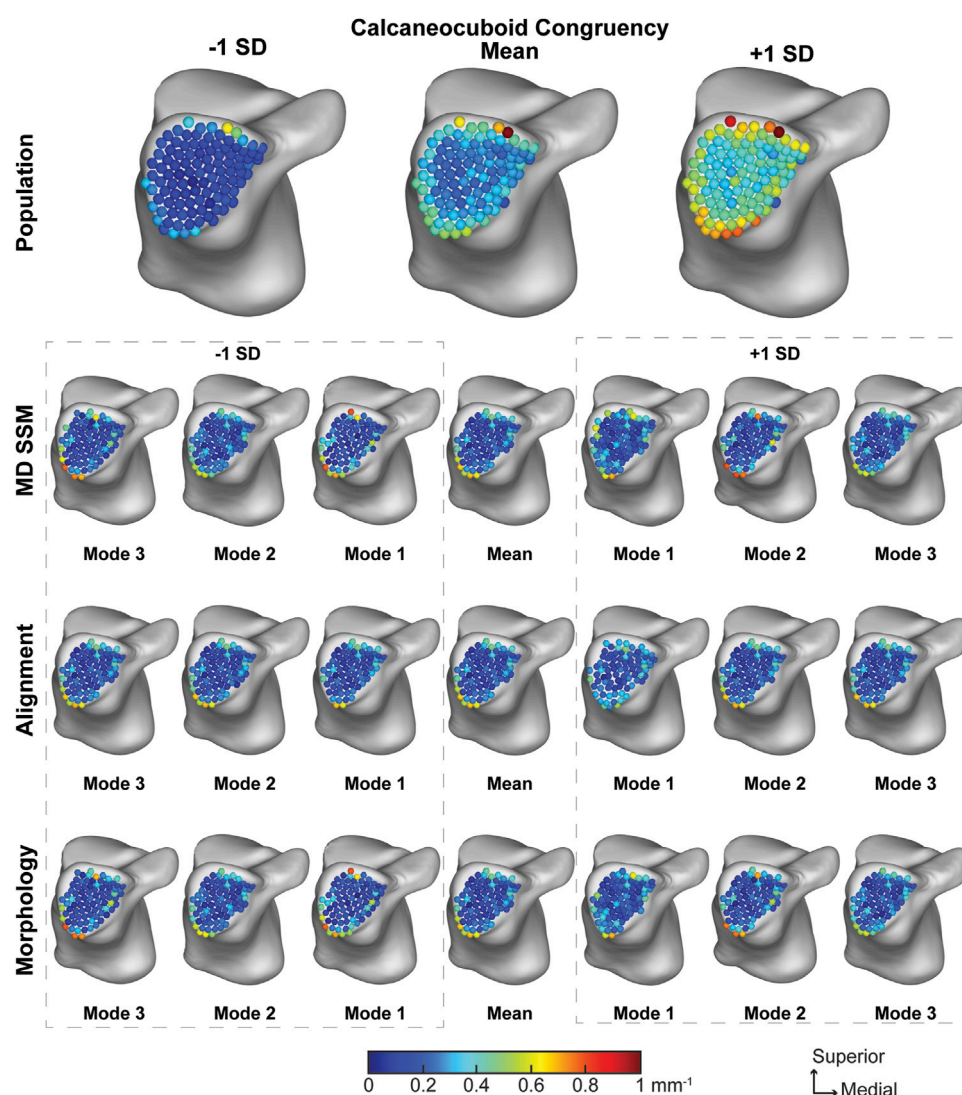 Calcaneocuboid Congruency
-1 SD Mean +1 SD
Population
-1 SD +1 SD
MD SSM
Mode 3 Mode 2 Mode 1 Mean Mode 1 Mode 2 Mode 3
Alignment
Mode 3 Mode 2 Mode 1 Mean Mode 1 Mode 2 Mode 3
Morphology
Mode 3 Mode 2 Mode 1 Mean Mode 1 Mode 2 Mode 3
0 0.2 0.4 0.6 0.8 1 mm⁻¹
Superior
Medial